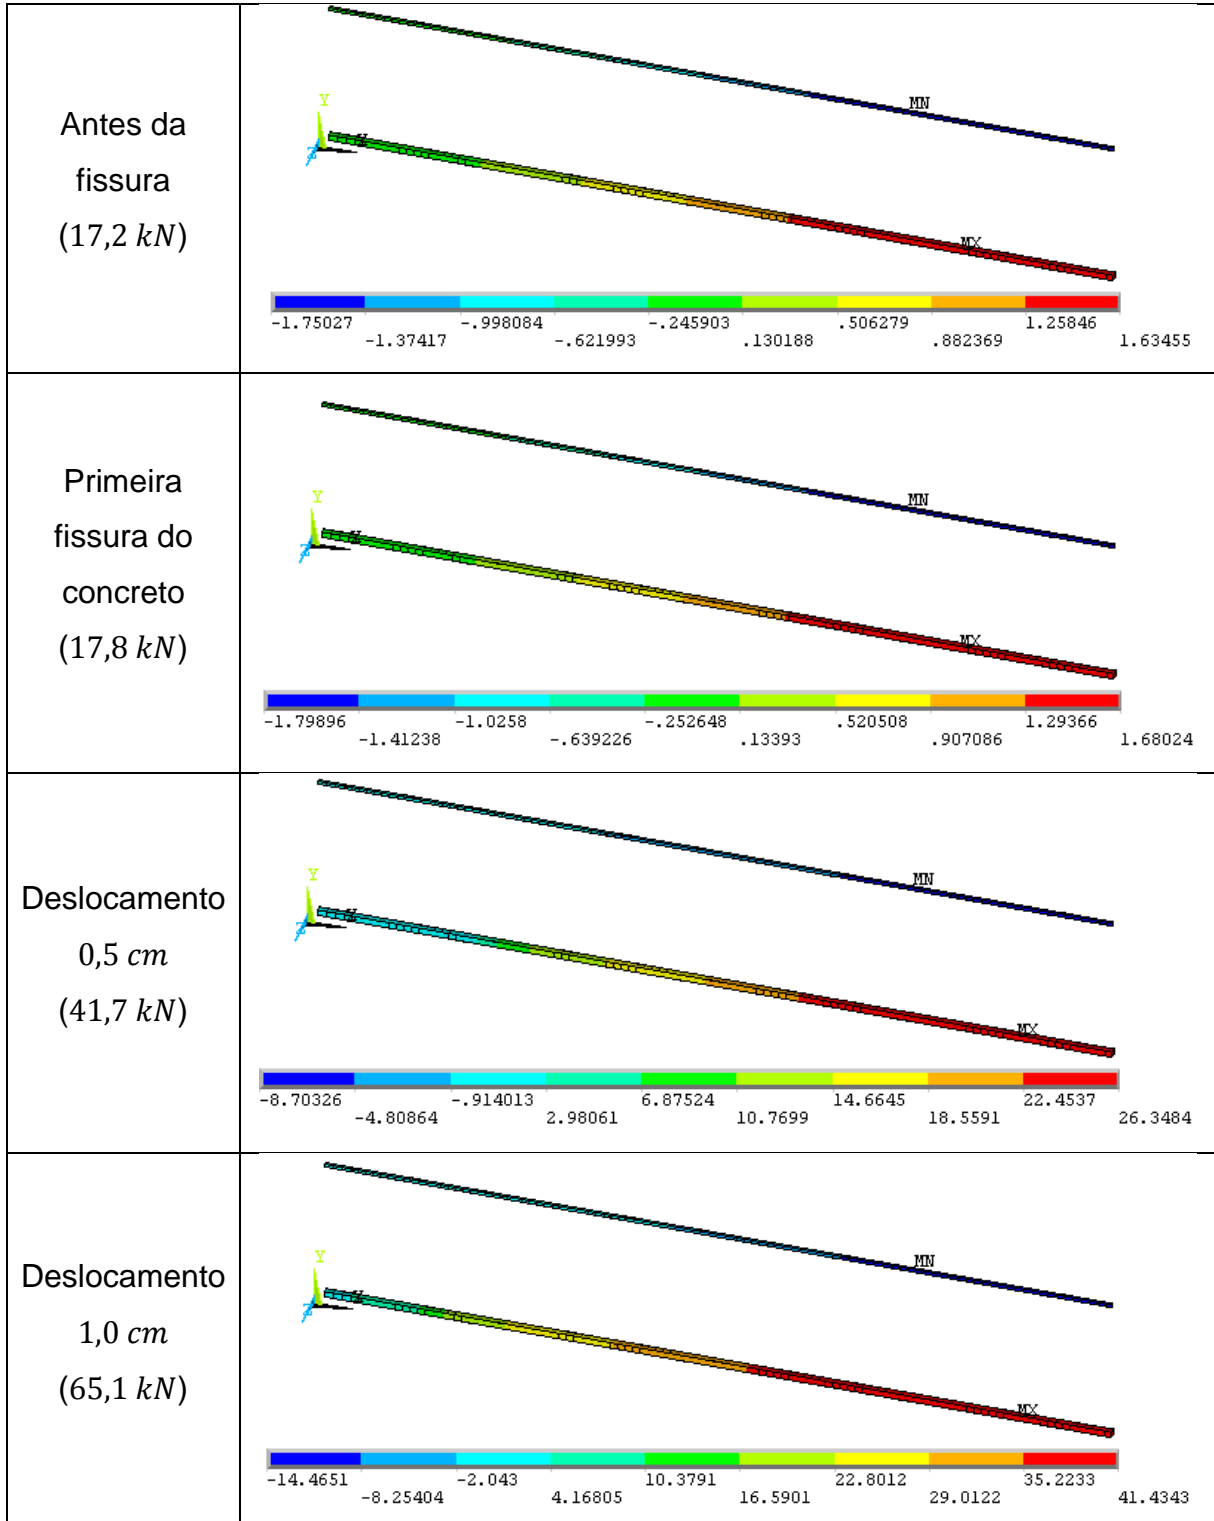 Antes da
fissura
(17,2 kN)
Y
Z
X
MN
MX
-1.75027 -.998084 -.245903 .506279 1.25846
-1.37417 -.621993 .130188 .882369 1.63455
Primeira
fissura do
concreto
(17,8 kN)
Y
Z
X
MN
MX
-1.79896 -1.0258 -.252648 .520508 1.29366
-1.41238 -.639226 .13393 .907086 1.68024
Deslocamento
0,5 cm
(41,7 kN)
Y
Z
X
MN
MX
-8.70326 -.914013 6.87524 14.6645 22.4537
-4.80864 2.98061 10.7699 18.5591 26.3484
Deslocamento
1,0 cm
(65,1 kN)
Y
Z
X
MN
MX
-14.4651 -2.043 10.3791 22.8012 35.2233
-8.25404 4.16805 16.5901 29.0122 41.4343